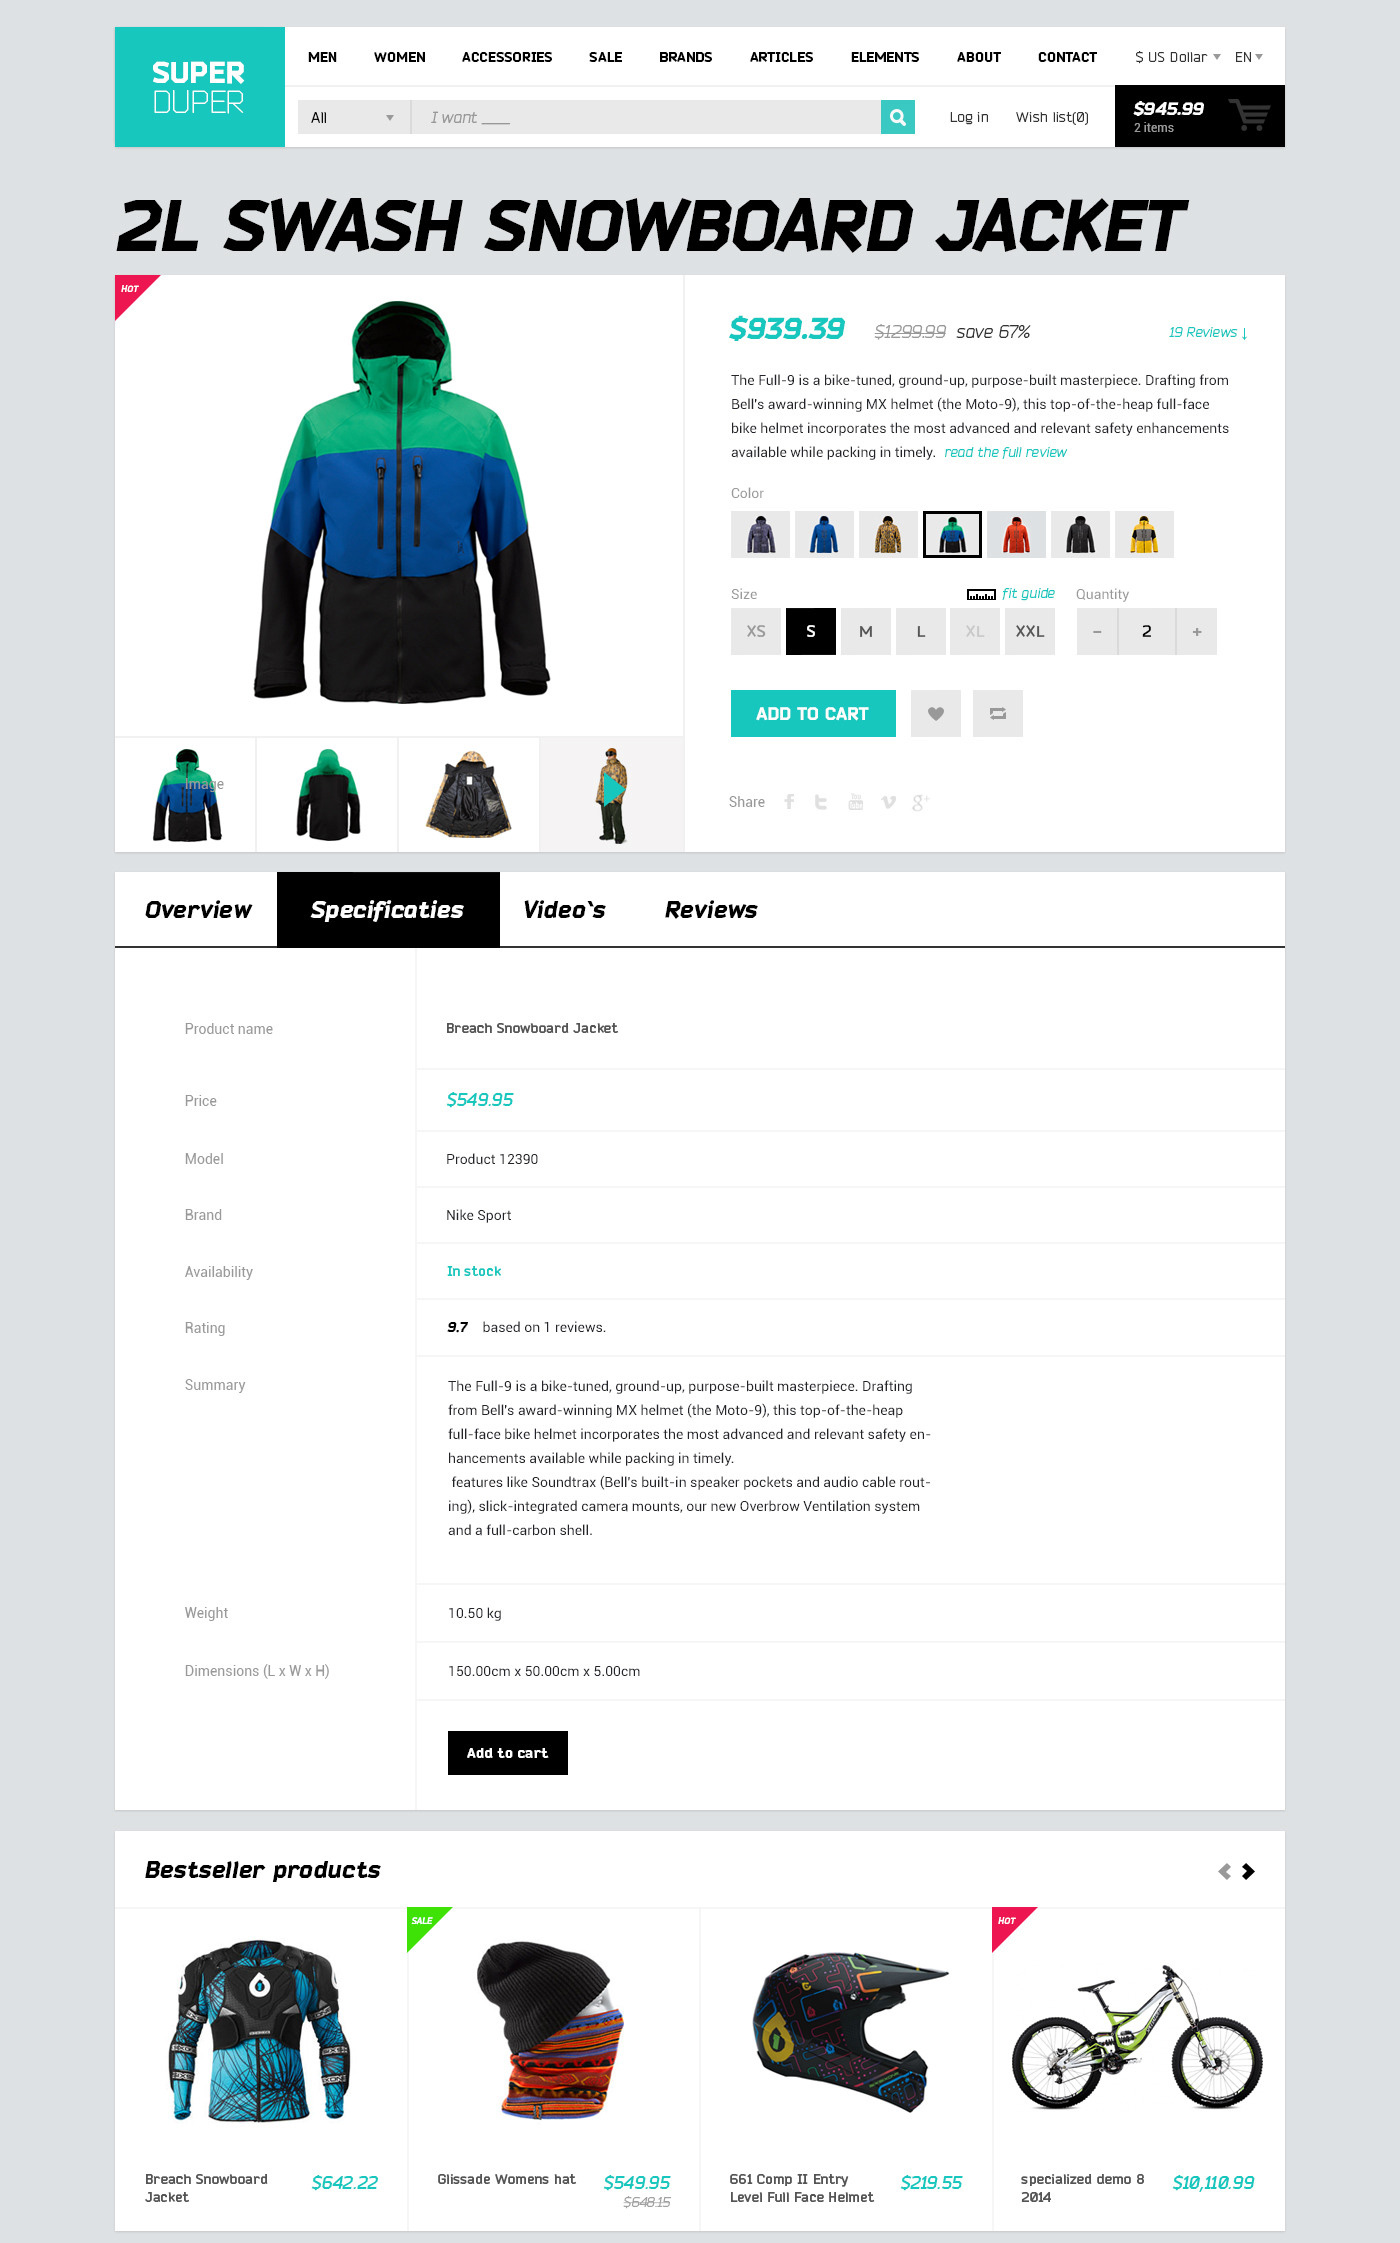 SUPER
DUPER
MEN WOMEN ACCESSORIES SALE BRANDS ARTICLES ELEMENTS ABOUT CONTACT $ US Dollar EN
All I want ___ Log in Wish list(0)
$945.99
2 items
2L SWASH SNOWBOARD JACKET
HOT
Image
$939.39 $1299.99 save 67% 19 Reviews ↓
The Full-9 is a bike-tuned, ground-up, purpose-built masterpiece. Drafting from
Bell's award-winning MX helmet (the Moto-9), this top-of-the-heap full-face
bike helmet incorporates the most advanced and relevant safety enhancements
available while packing in timely. read the full review
Color
Size fit guide Quantity
XS S M L XL XXL − 2 +
ADD TO CART
Share
Overview Specificaties Video`s Reviews
Product name Breach Snowboard Jacket
Price $549.95
Model Product 12390
Brand Nike Sport
Availability In stock
Rating 9.7 based on 1 reviews.
Summary The Full-9 is a bike-tuned, ground-up, purpose-built masterpiece. Drafting
from Bell's award-winning MX helmet (the Moto-9), this top-of-the-heap
full-face bike helmet incorporates the most advanced and relevant safety en-
hancements available while packing in timely.
features like Soundtrax (Bell's built-in speaker pockets and audio cable rout-
ing), slick-integrated camera mounts, our new Overbrow Ventilation system
and a full-carbon shell.
Weight 10.50 kg
Dimensions (L x W x H) 150.00cm x 50.00cm x 5.00cm
Add to cart
Bestseller products
SALE
HOT
Breach Snowboard
Jacket
$642.22
Glissade Womens hat
$549.95
$648.15
661 Comp II Entry
Level Full Face Helmet
$219.55
specialized demo 8
2014
$10,110.99